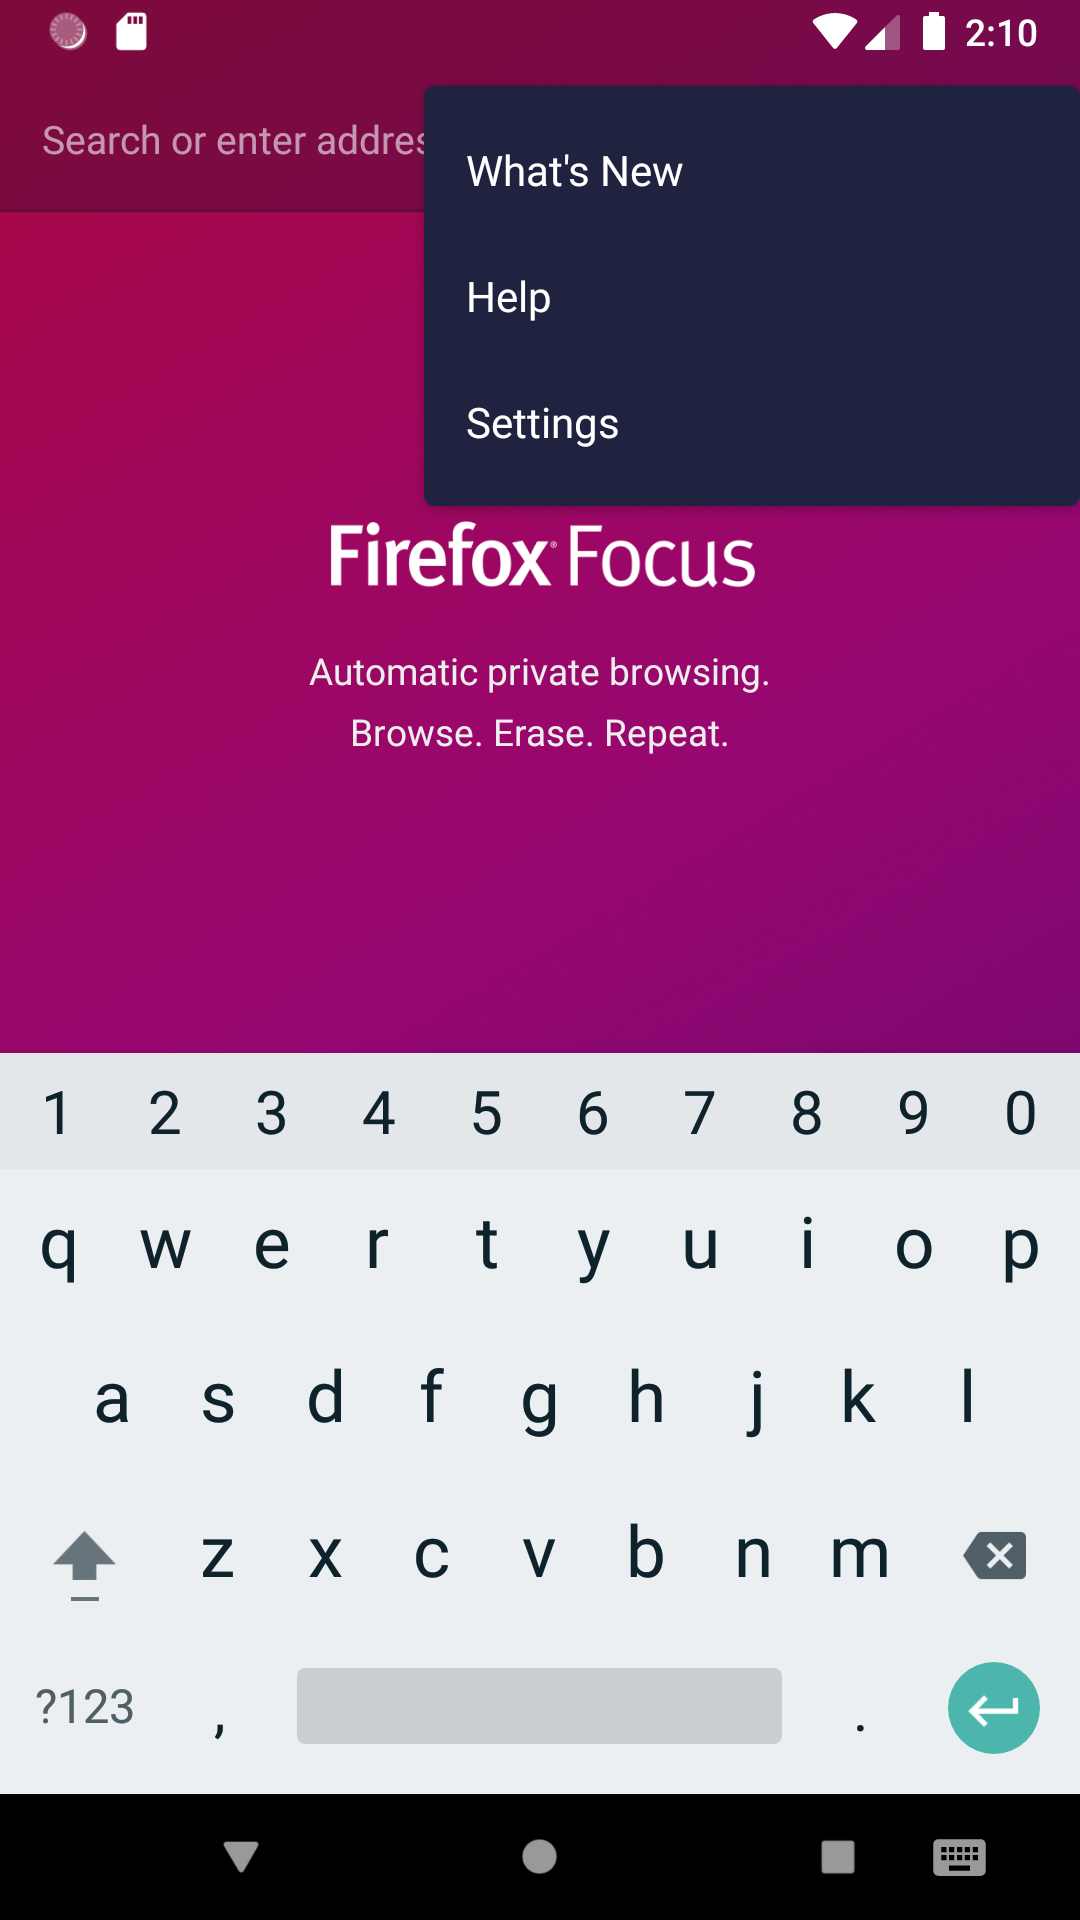 2:10
Search or enter addres
What's New
Help
Settings
Firefox Focus
Automatic private browsing.
Browse. Erase. Repeat.
1 2 3 4 5 6 7 8 9 0
q w e r t y u i o p
a s d f g h j k l
z x c v b n m
?123 , .